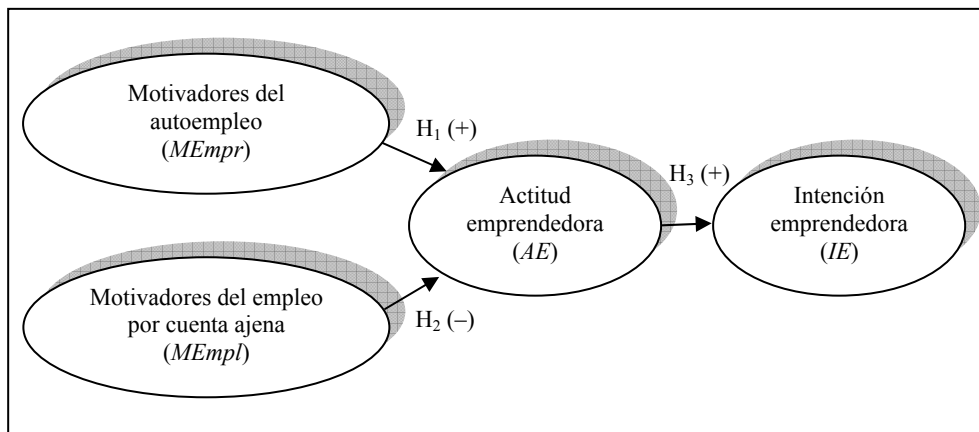 Motivadores del
autoempleo
(MEmpr)
H₁ (+)
Actitud
emprendedora
(AE)
H₃ (+)
Intención
emprendedora
(IE)
Motivadores del empleo
por cuenta ajena
(MEmpl)
H₂ (–)